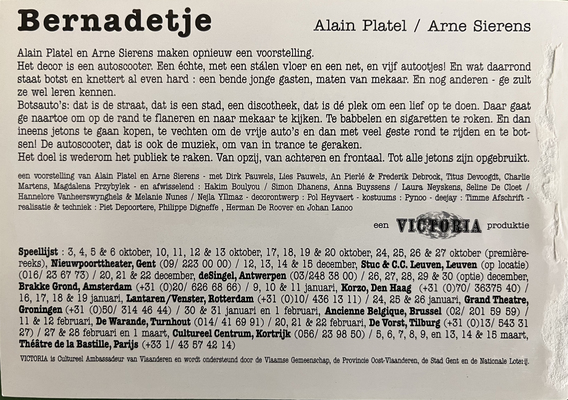 Bernadetje
Alain Platel / Arne Sierens
Alain Platel en Arne Sierens maken opnieuw een voorstelling.
Het decor is een autoscooter. Een échte, met een stálen vloer en een net, en vijf autootjes! En wat daarrond
staat botst en knettert al even hard : een bende jonge gasten, maten van mekaar. En nog anderen - ge zult
ze wel leren kennen.
Botsauto's: dat is de straat, dat is een stad, een discotheek, dat is dé plek om een lief op te doen. Daar gaat
ge naartoe om op de rand te flaneren en naar mekaar te kijken. Te babbelen en sigaretten te roken. En dan
ineens jetons te gaan kopen, te vechten om de vrije auto's en dan met veel geste rond te rijden en te bot-
sen! De autoscooter, dat is ook de muziek, om van in trance te geraken.
Het doel is wederom het publiek te raken. Van opzij, van achteren en frontaal. Tot alle jetons zijn opgebruikt.
een voorstelling van Alain Platel en Arne Sierens - met Dirk Pauwels, Lies Pauwels, An Pierlé & Frederik Debrock, Titus Devoogdt, Charlie
Martens, Magdalena Przybylek - en afwisselend : Hakim Boulyou / Simon Dhanens, Anna Buyssens / Laura Neyskens, Seline De Cloet /
Hannelore Vanheerswynghels & Melanie Nunes / Nejla Yilmaz - decorontwerp : Pol Heyvaert - kostuums : Pynoo - deejay : Timme Afschrift -
realisatie & techniek : Piet Depoortere, Philippe Digneffe, Herman De Roover en Johan Lanoo
een VICTORIA produktie
Speellijst : 3, 4, 5 & 6 oktober, 10, 11, 12 & 13 oktober, 17, 18, 19 & 20 oktober, 24, 25, 26 & 27 oktober (première-
reeks), Nieuwpoorttheater, Gent (09/ 223 00 00) / 12, 13, 14 & 15 december, Stuc & C.C. Leuven, Leuven (op locatie)
(016/ 23 67 73) / 20, 21 & 22 december, deSingel, Antwerpen (03/248 38 00) / 26, 27, 28, 29 & 30 (optie) december,
Brakke Grond, Amsterdam (+31 (0)20/ 626 68 66) / 9, 10 & 11 januari, Korzo, Den Haag (+31 (0)70/ 36375 40) /
16, 17, 18 & 19 januari, Lantaren/Venster, Rotterdam (+31 (0)10/ 436 13 11) / 24, 25 & 26 januari, Grand Theatre,
Groningen (+31 (0)50/ 314 46 44) / 30 & 31 januari en 1 februari, Ancienne Belgique, Brussel (02/ 201 59 59) /
11 & 12 februari, De Warande, Turnhout (014/ 41 69 91) / 20, 21 & 22 februari, De Vorst, Tilburg (+31 (0)13/ 543 31
27) / 27 & 28 februari en 1 maart, Cultureel Centrum, Kortrijk (056/ 23 98 50) / 5, 6, 7, 8, 9, en 13, 14 & 15 maart,
Théâtre de la Bastille, Parijs (+33 1/ 43 57 42 14)
VICTORIA is Cultureel Ambassadeur van Vlaanderen en wordt ondersteund door de Vlaamse Gemeenschap, de Provincie Oost-Vlaanderen, de Stad Gent en de Nationale Loterij.